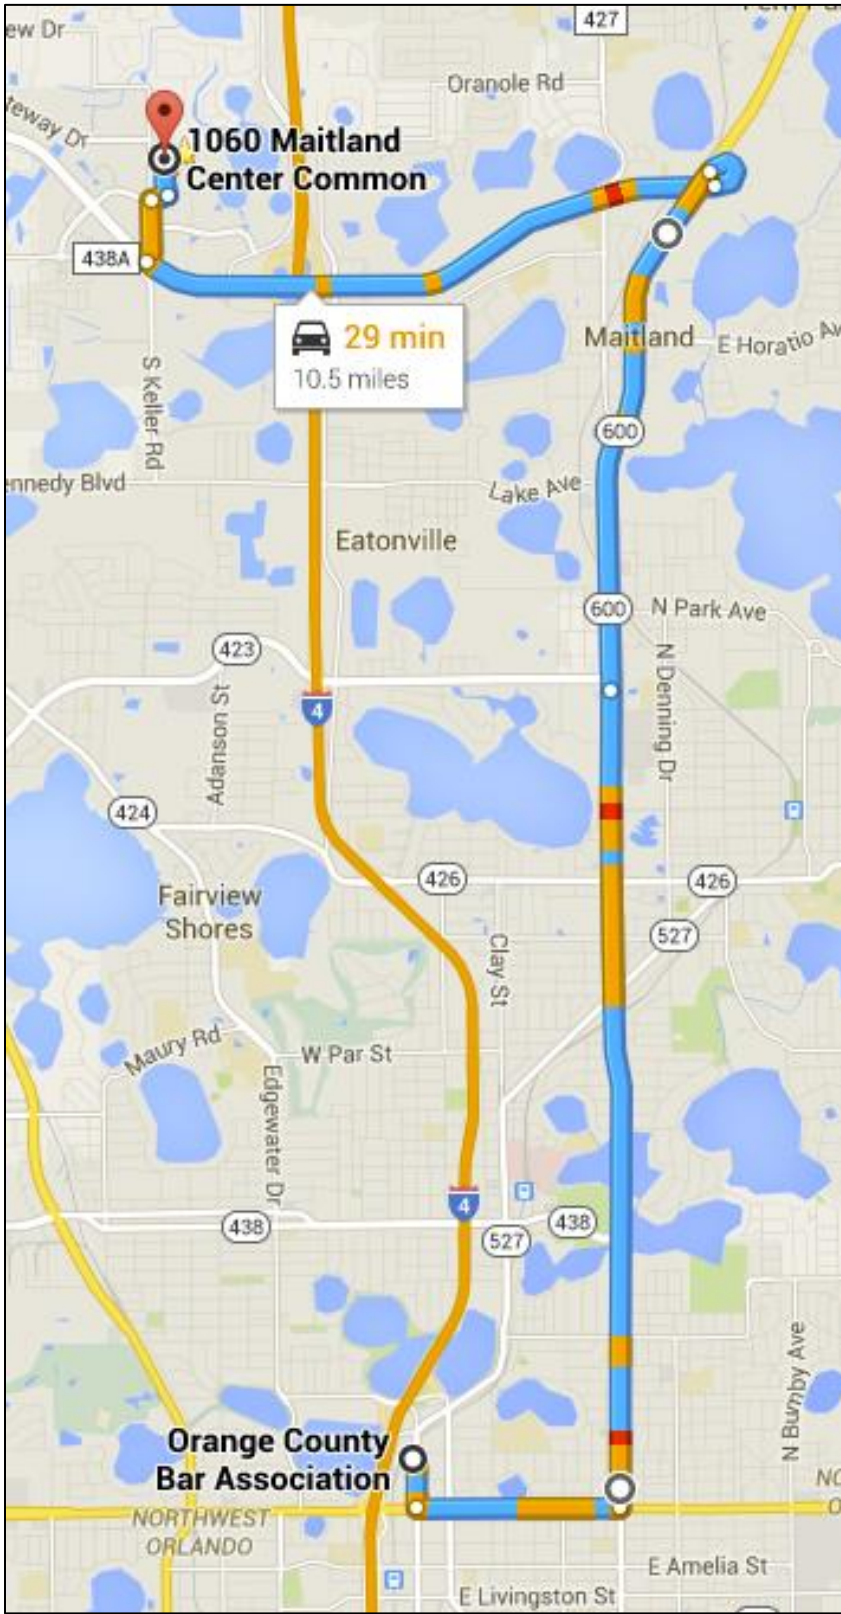 427
ew Dr
Oranole Rd
teway Dr
1060 Maitland
Center Common
438A
29 min
10.5 miles
Maitland
E Horatio Av
S Keller Rd
600
ennedy Blvd
Lake Ave
Eatonville
600
N Park Ave
423
N Denning Dr
Adanson St
4
424
426
426
Fairview
Shores
527
Clay St
Maury Rd
W Par St
Edgewater Dr
4
438
438
527
N Bumby Ave
Orange County
Bar Association
NORTHWEST
ORLANDO
NO
O
E Amelia St
E Livingston St